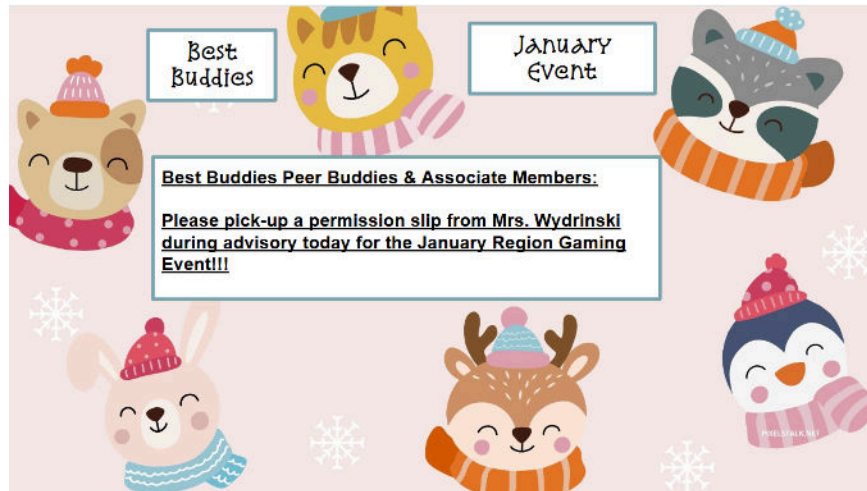 Best
Buddies
January
Event
Best Buddies Peer Buddies & Associate Members:
Please pick-up a permission slip from Mrs. Wydrinski
during advisory today for the January Region Gaming
Event!!!
PIXELSTALK.NET